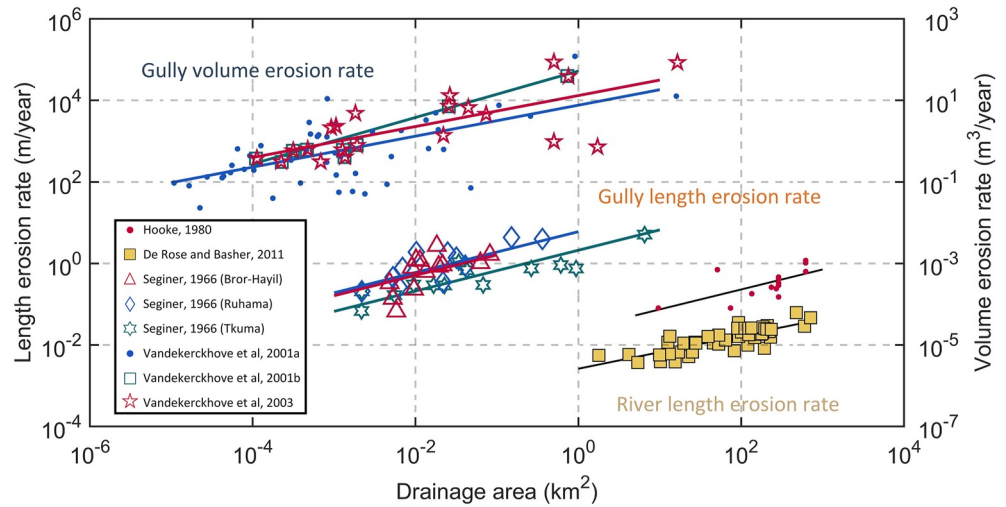 10^6
10^4
10^2
10^0
10^-2
10^-4
Length erosion rate (m/year)
10^3
10^1
10^-1
10^-3
10^-5
10^-7
Volume erosion rate (m^3/year)
Gully volume erosion rate
Gully length erosion rate
River length erosion rate
Hooke, 1980
De Rose and Basher, 2011
Seginer, 1966 (Bror-Hayil)
Seginer, 1966 (Ruhama)
Seginer, 1966 (Tkuma)
Vandekerckhove et al, 2001a
Vandekerckhove et al, 2001b
Vandekerckhove et al, 2003
10^-6
10^-4
10^-2
10^0
10^2
10^4
Drainage area (km^2)